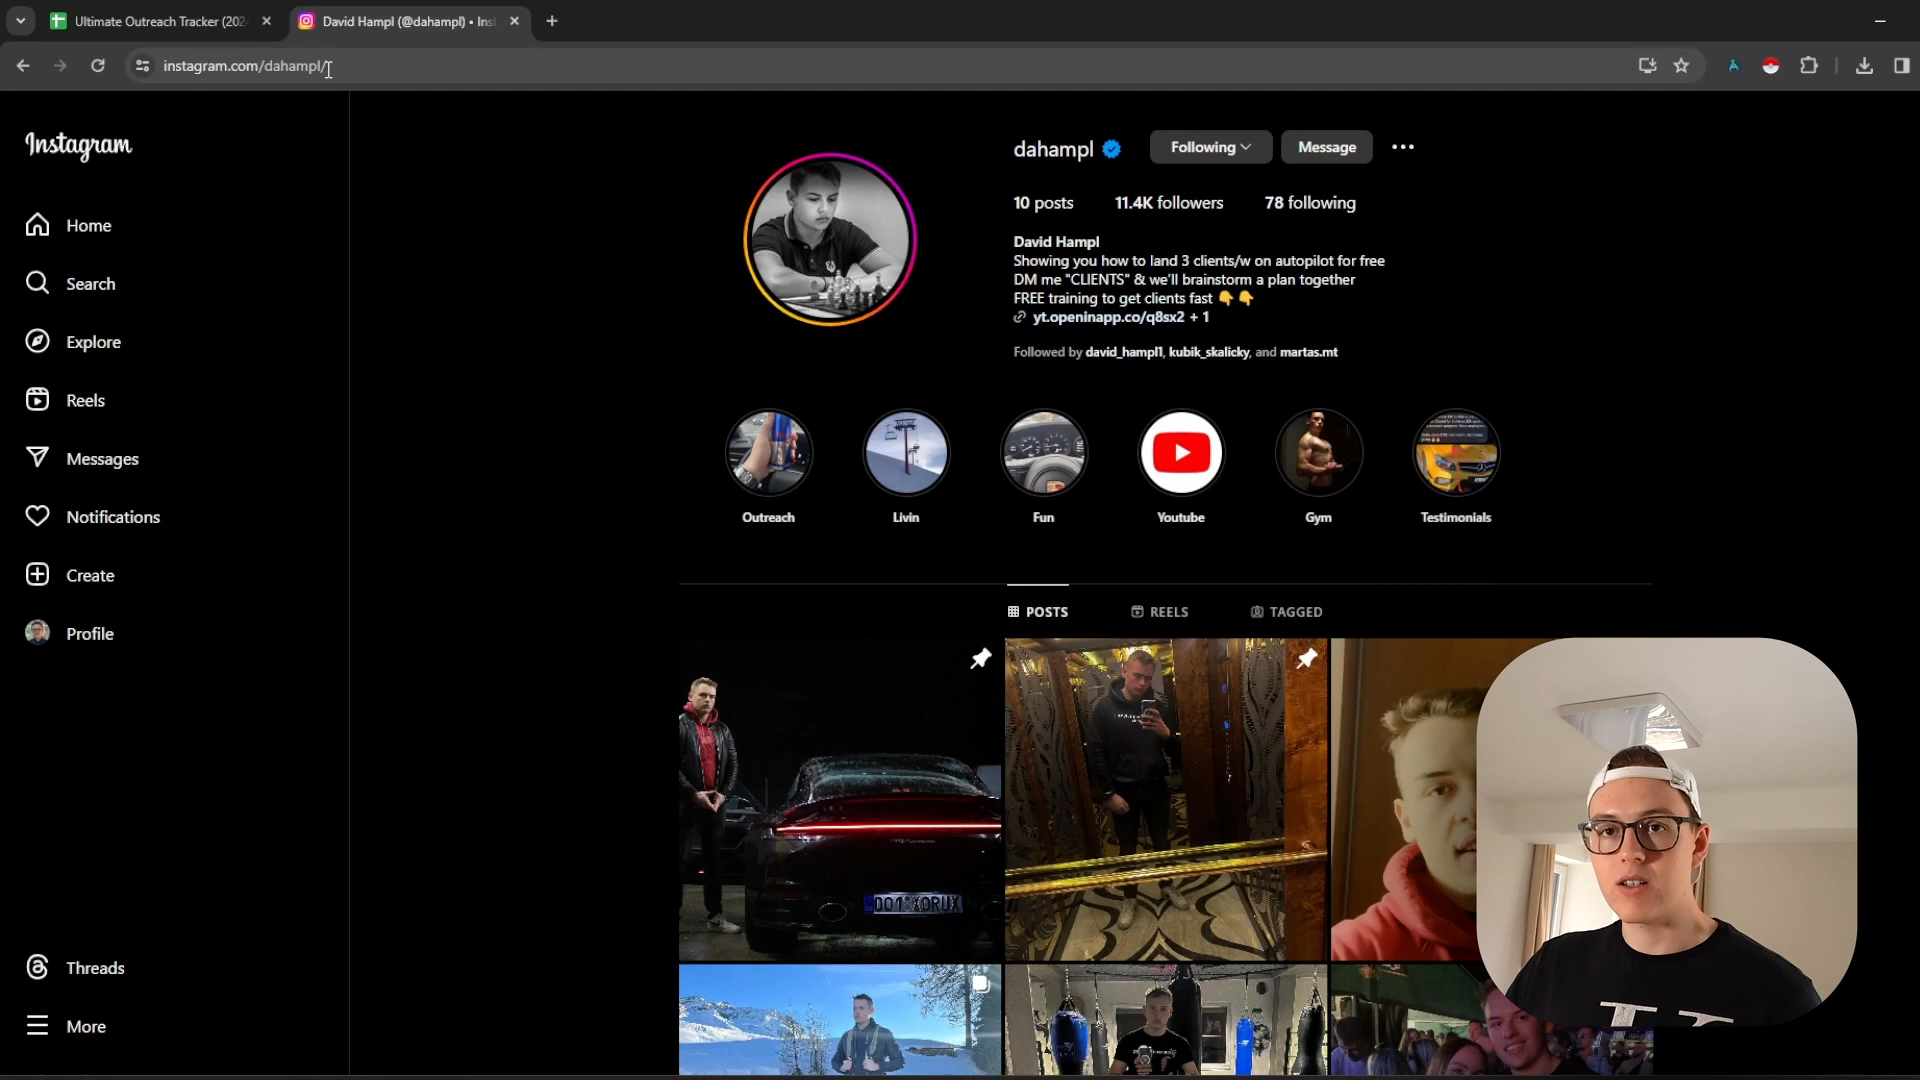 Ultimate Outreach Tracker (202
David Hampl (@dahampl) • Ins
instagram.com/dahampl/
Instagram
Home
Search
Explore
Reels
Messages
Notifications
Create
Profile
Threads
More
dahampl
Following
Message
10 posts
11.4K followers
78 following
David Hampl
Showing you how to land 3 clients/w on autopilot for free
DM me "CLIENTS" & we'll brainstorm a plan together
FREE training to get clients fast 👇👇
yt.openinapp.co/q8sx2 + 1
Followed by david_hampl1, kubik_skalicky, and martas.mt
Outreach
Livin
Fun
Youtube
Gym
Testimonials
POSTS
REELS
TAGGED